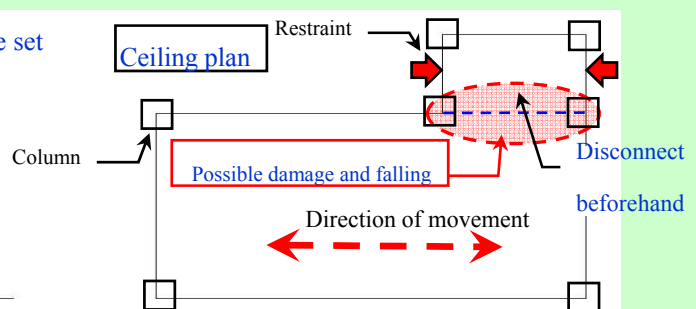 e set
Ceiling plan
Restraint
Column
Possible damage and falling
Disconnect
beforehand
Direction of movement